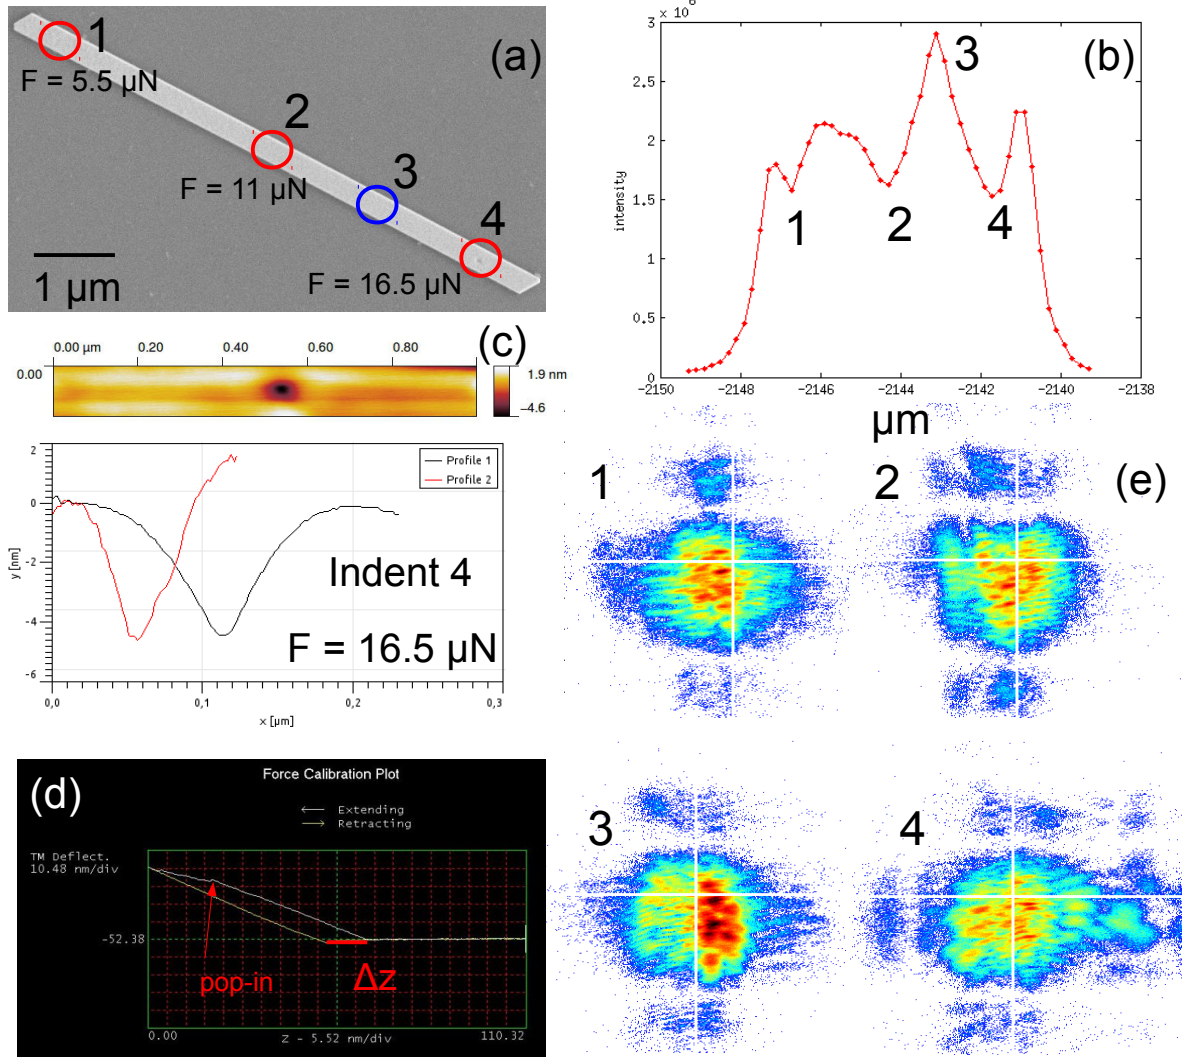 (a)
1
F = 5.5 µN
2
F = 11 µN
3
4
F = 16.5 µN
1 µm
(b)
× 10⁶
3
2.5
2
1.5
1
0.5
0
intensity
1
2
3
4
−2150
−2148
−2146
−2144
−2142
−2140
−2138
µm
(c)
0.00 µm 0.20 0.40 0.60 0.80
0.00
1.9 nm
−4.6
Profile 1
Profile 2
2
0
-2
-4
-6
y [nm]
Indent 4
F = 16.5 µN
0,0 0,1 0,2 0,3
x [µm]
(d)
Force Calibration Plot
Extending
Retracting
TM Deflect.
10.48 nm/div
-52.38
pop-in
Δz
0.00
Z - 5.52 nm/div
110.32
(e)
1
2
3
4